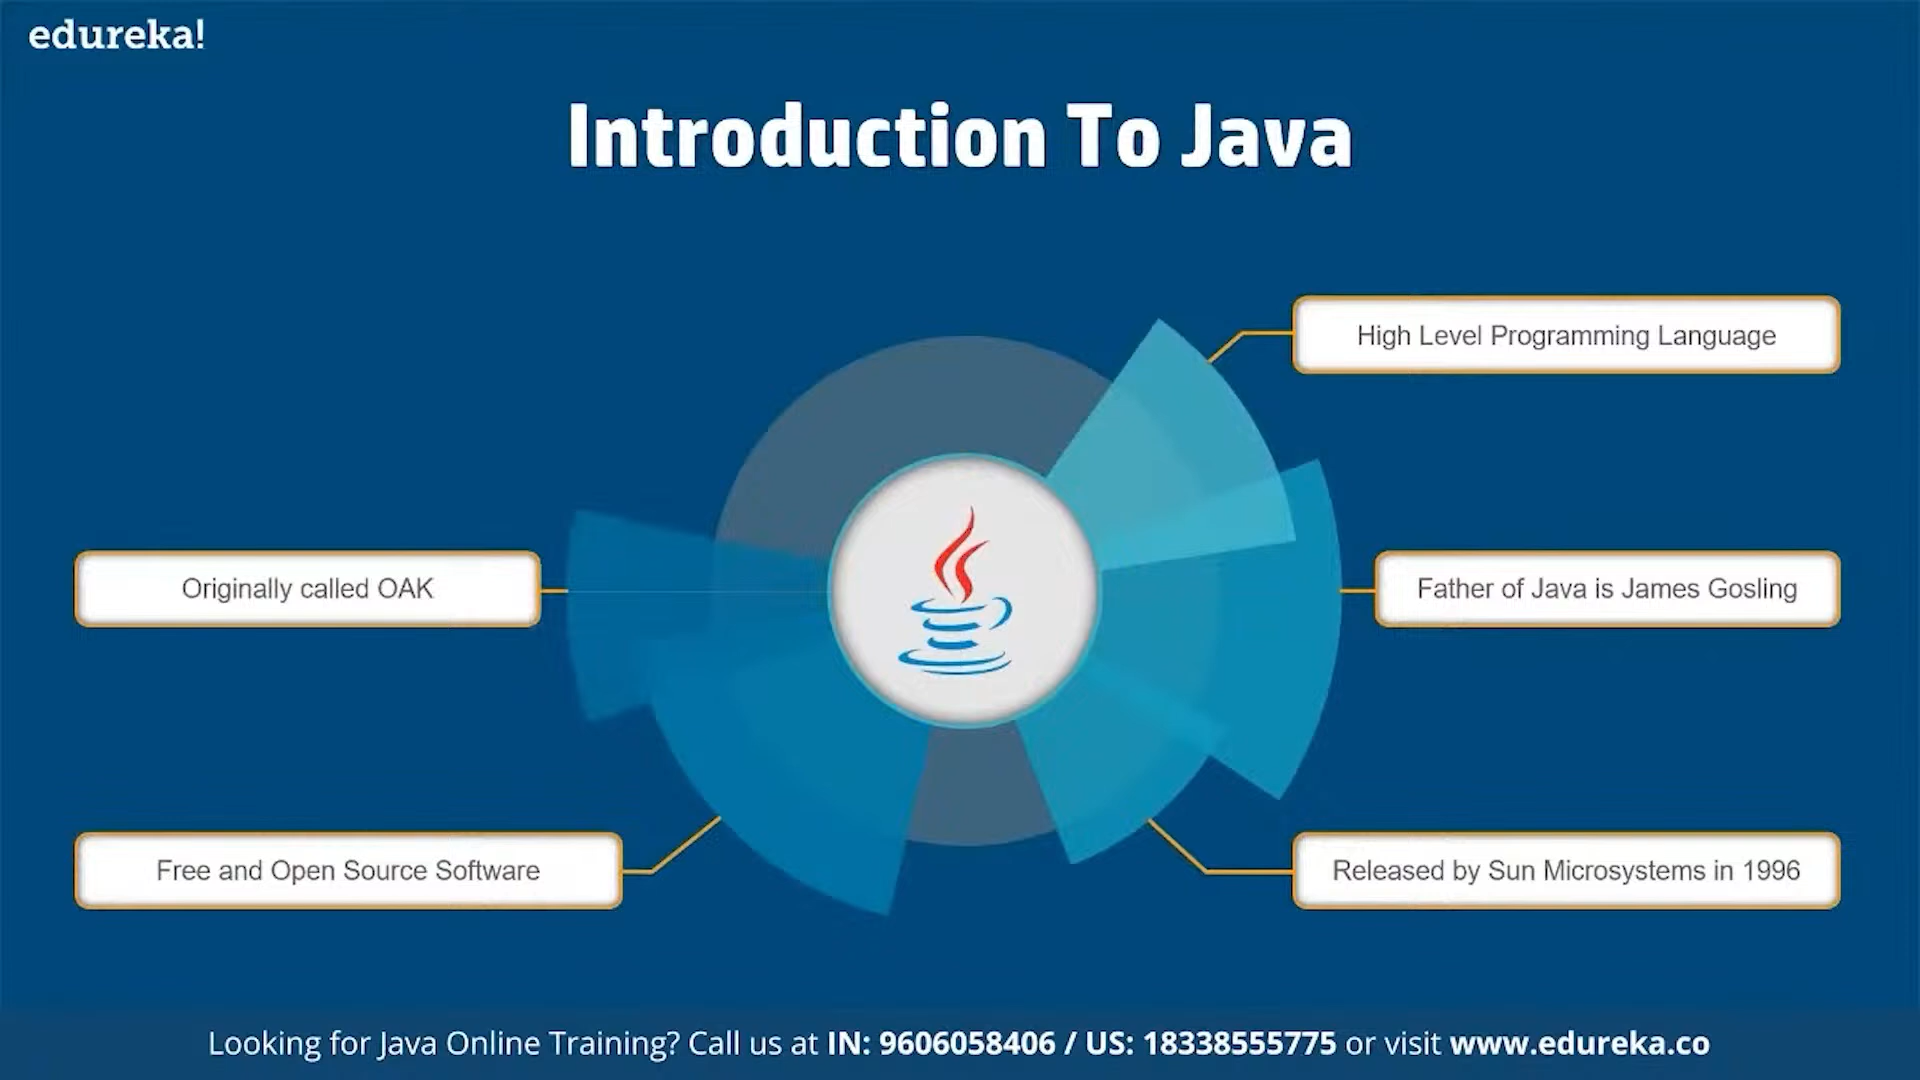 edureka!
Introduction To Java
High Level Programming Language
Originally called OAK
Father of Java is James Gosling
Free and Open Source Software
Released by Sun Microsystems in 1996
Looking for Java Online Training? Call us at IN: 9606058406 / US: 18338555775 or visit www.edureka.co